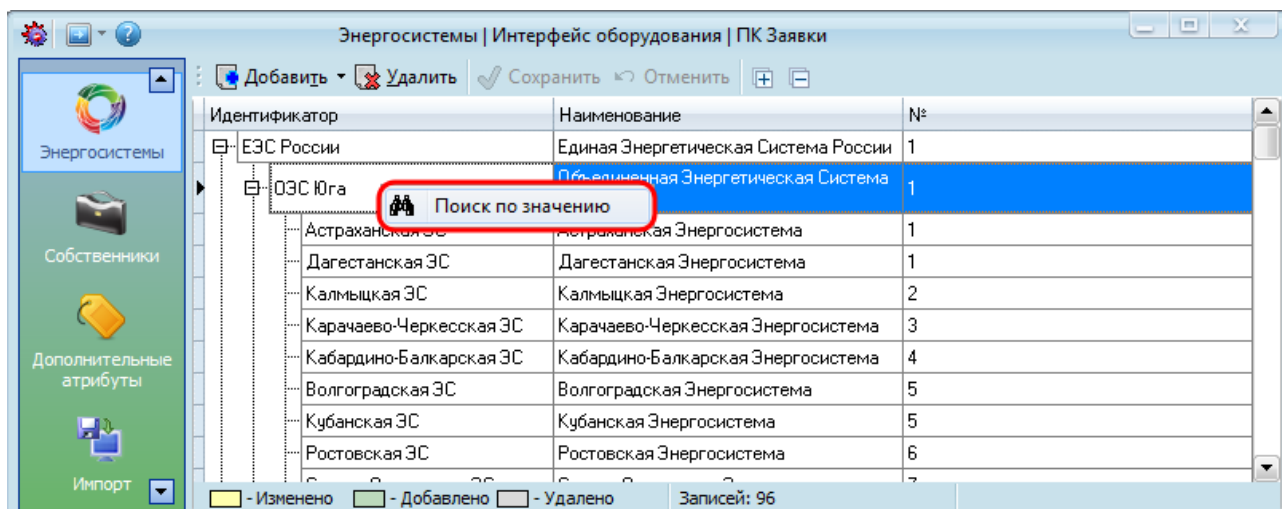 Энергосистемы | Интерфейс оборудования | ПК Заявки
Добавить Удалить Сохранить Отменить
Энергосистемы
Собственники
Дополнительные
атрибуты
Импорт
Идентификатор Наименование №
ЕЭС России Единая Энергетическая Система России 1
ОЭС Юга Объединенная Энергетическая Система 1
Поиск по значению
Астраханская ЭС Астраханская Энергосистема 1
Дагестанская ЭС Дагестанская Энергосистема 1
Калмыцкая ЭС Калмыцкая Энергосистема 2
Карачаево-Черкесская ЭС Карачаево-Черкесская Энергосистема 3
Кабардино-Балкарская ЭС Кабардино-Балкарская Энергосистема 4
Волгоградская ЭС Волгоградская Энергосистема 5
Кубанская ЭС Кубанская Энергосистема 5
Ростовская ЭС Ростовская Энергосистема 6
- Изменено - Добавлено - Удалено Записей: 96